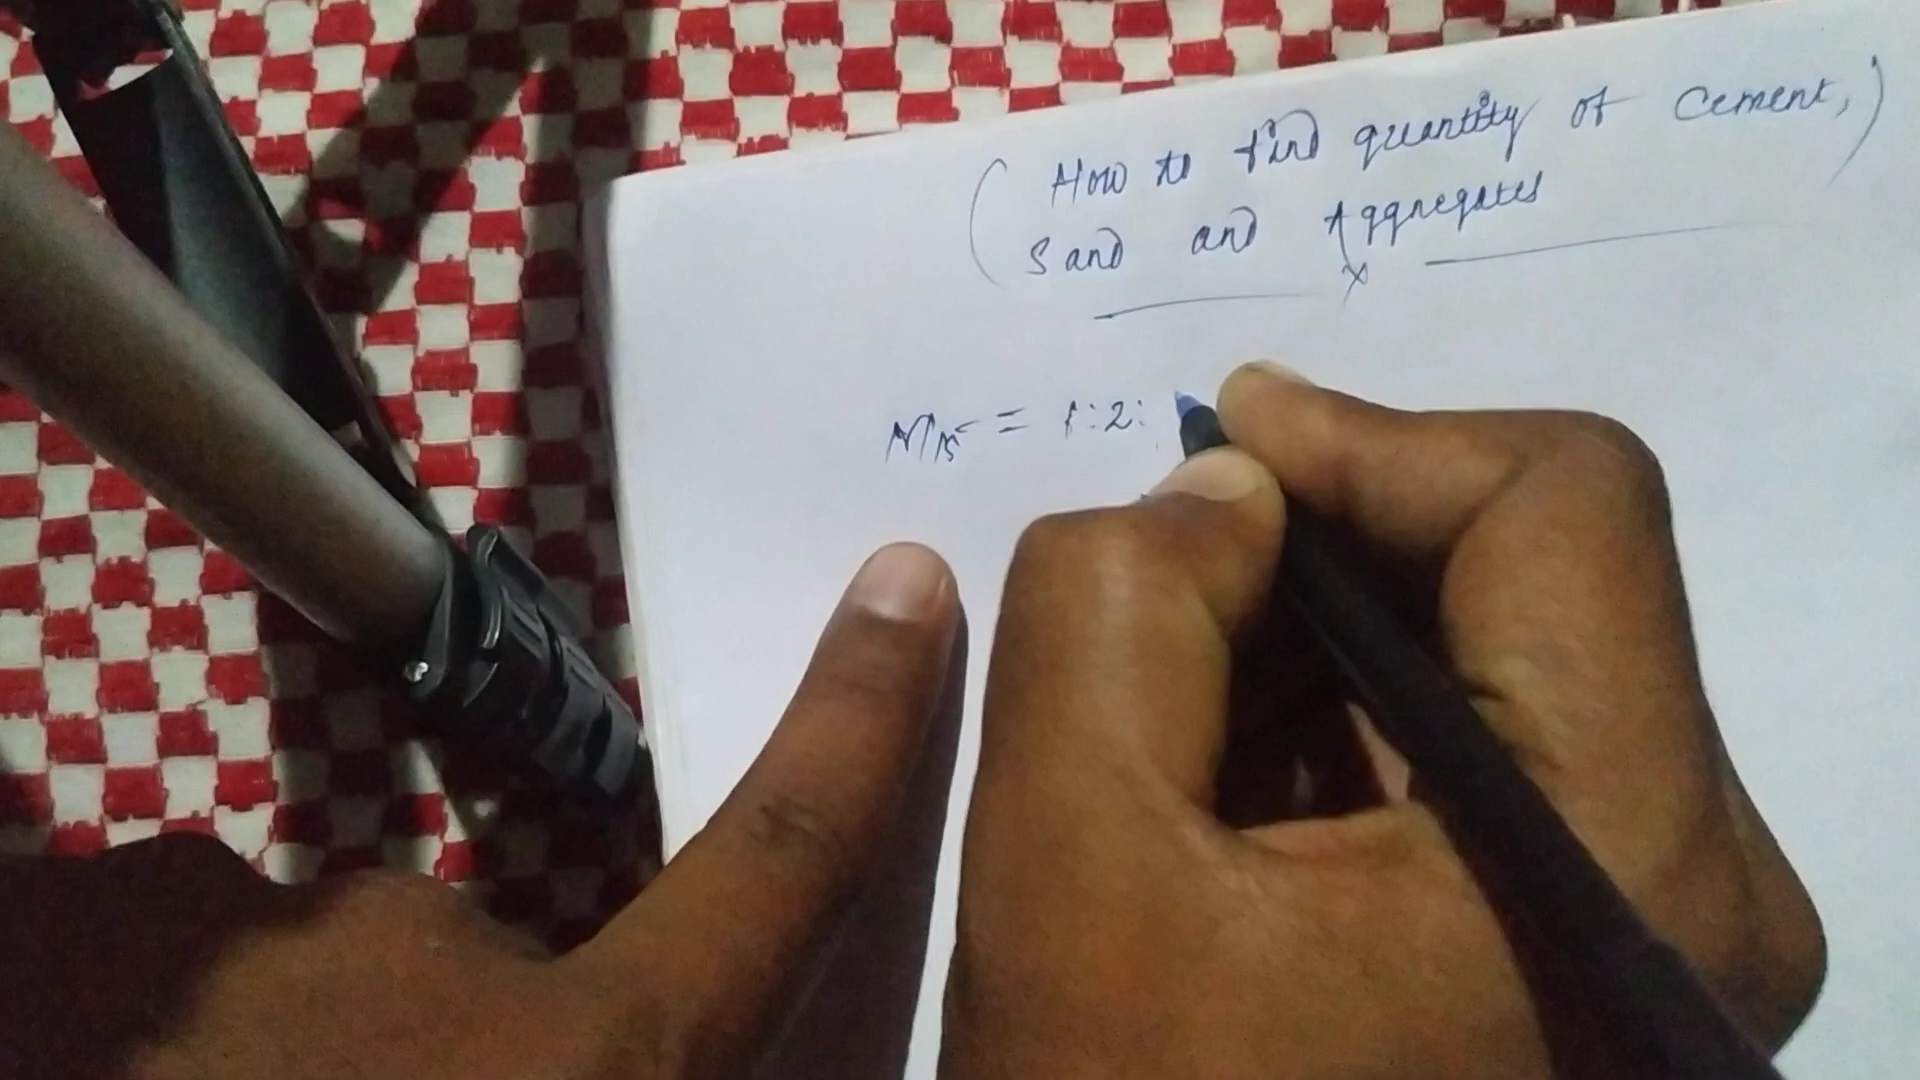 (How to find quantity of Cement,)
Sand and Aggregates
M15 = 1:2: